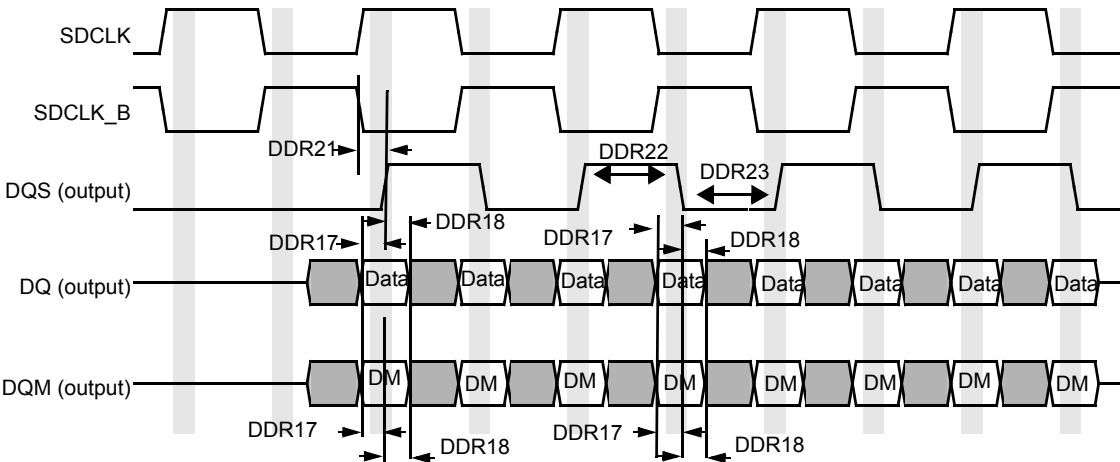 SDCLK
SDCLK_B
DDR21
DDR22
DQS (output)
DDR23
DDR18
DDR17
DDR17
DDR18
DQ (output)
Data
Data
Data
Data
Data
Data
Data
Data
DQM (output)
DM
DM
DM
DM
DM
DM
DM
DM
DDR17
DDR18
DDR17
DDR18